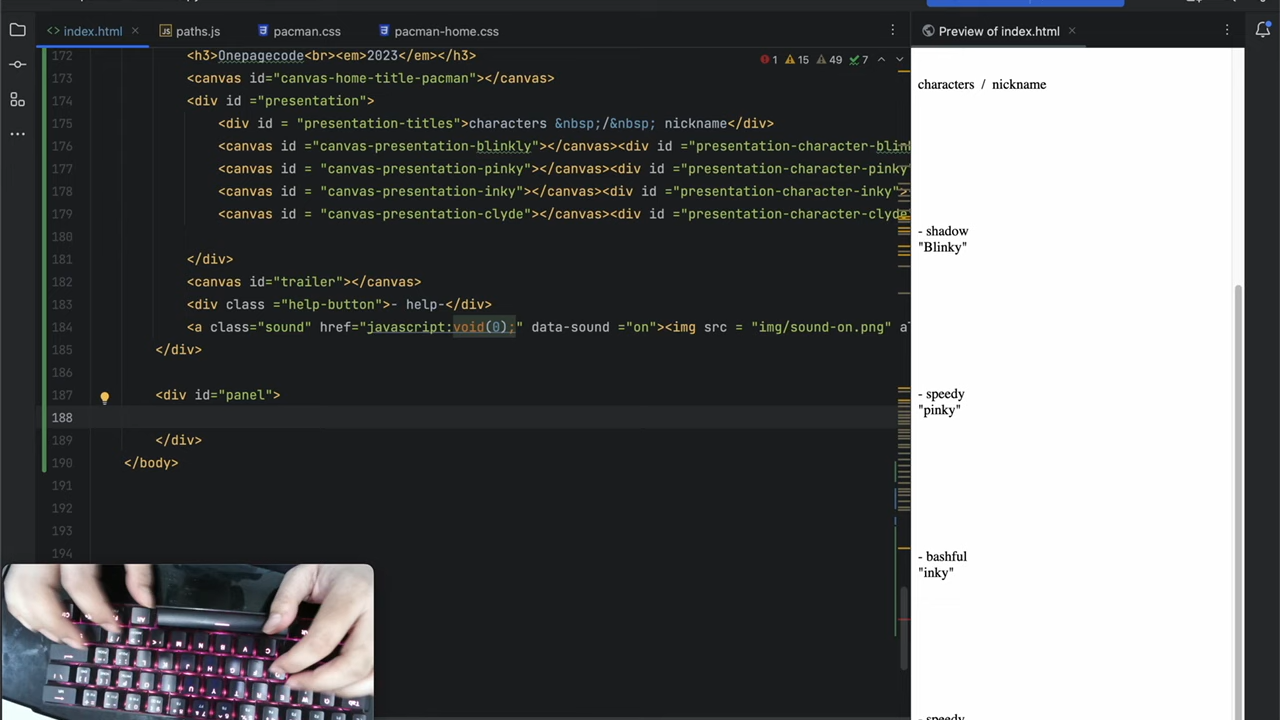 index.html
paths.js
pacman.css
pacman-home.css
Preview of index.html
172 <h3>Onepagecode<br><em>2023</em></h3>
1 15 49 7
173 <canvas id="canvas-home-title-pacman"></canvas>
174 <div id ="presentation">
175 <div id = "presentation-titles">characters &nbsp;/&nbsp; nickname</div>
176 <canvas id ="canvas-presentation-blinkly"></canvas><div id ="presentation-character-blink
177 <canvas id = "canvas-presentation-pinky"></canvas><div id ="presentation-character-pinky"
178 <canvas id = "canvas-presentation-inky"></canvas><div id ="presentation-character-inky">
179 <canvas id = "canvas-presentation-clyde"></canvas><div id ="presentation-character-clyde"
180
181 </div>
182 <canvas id="trailer"></canvas>
183 <div class ="help-button">- help-</div>
184 <a class="sound" href="javascript:void(0);" data-sound ="on"><img src = "img/sound-on.png" al
185 </div>
186
187 <div id="panel">
188
189 </div>
190 </body>
191
192
193
194
characters / nickname
- shadow
"Blinky"
- speedy
"pinky"
- bashful
"inky"
- speedy